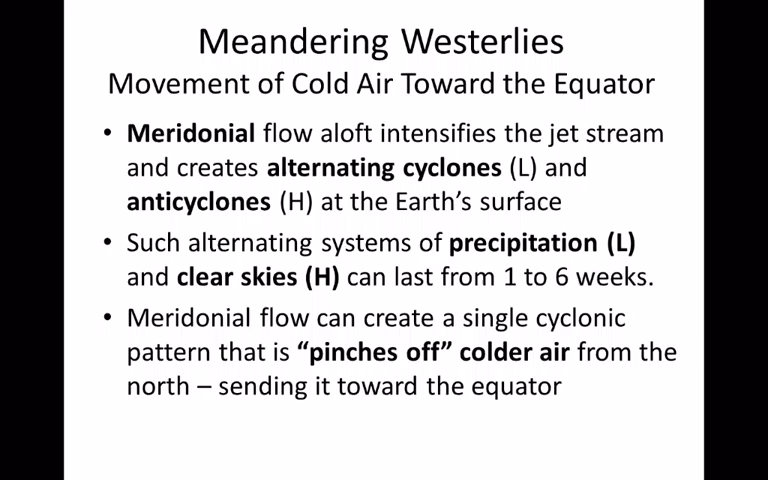 Meandering Westerlies
Movement of Cold Air Toward the Equator
• Meridonial flow aloft intensifies the jet stream
and creates alternating cyclones (L) and
anticyclones (H) at the Earth's surface
• Such alternating systems of precipitation (L)
and clear skies (H) can last from 1 to 6 weeks.
• Meridonial flow can create a single cyclonic
pattern that is “pinches off” colder air from the
north – sending it toward the equator